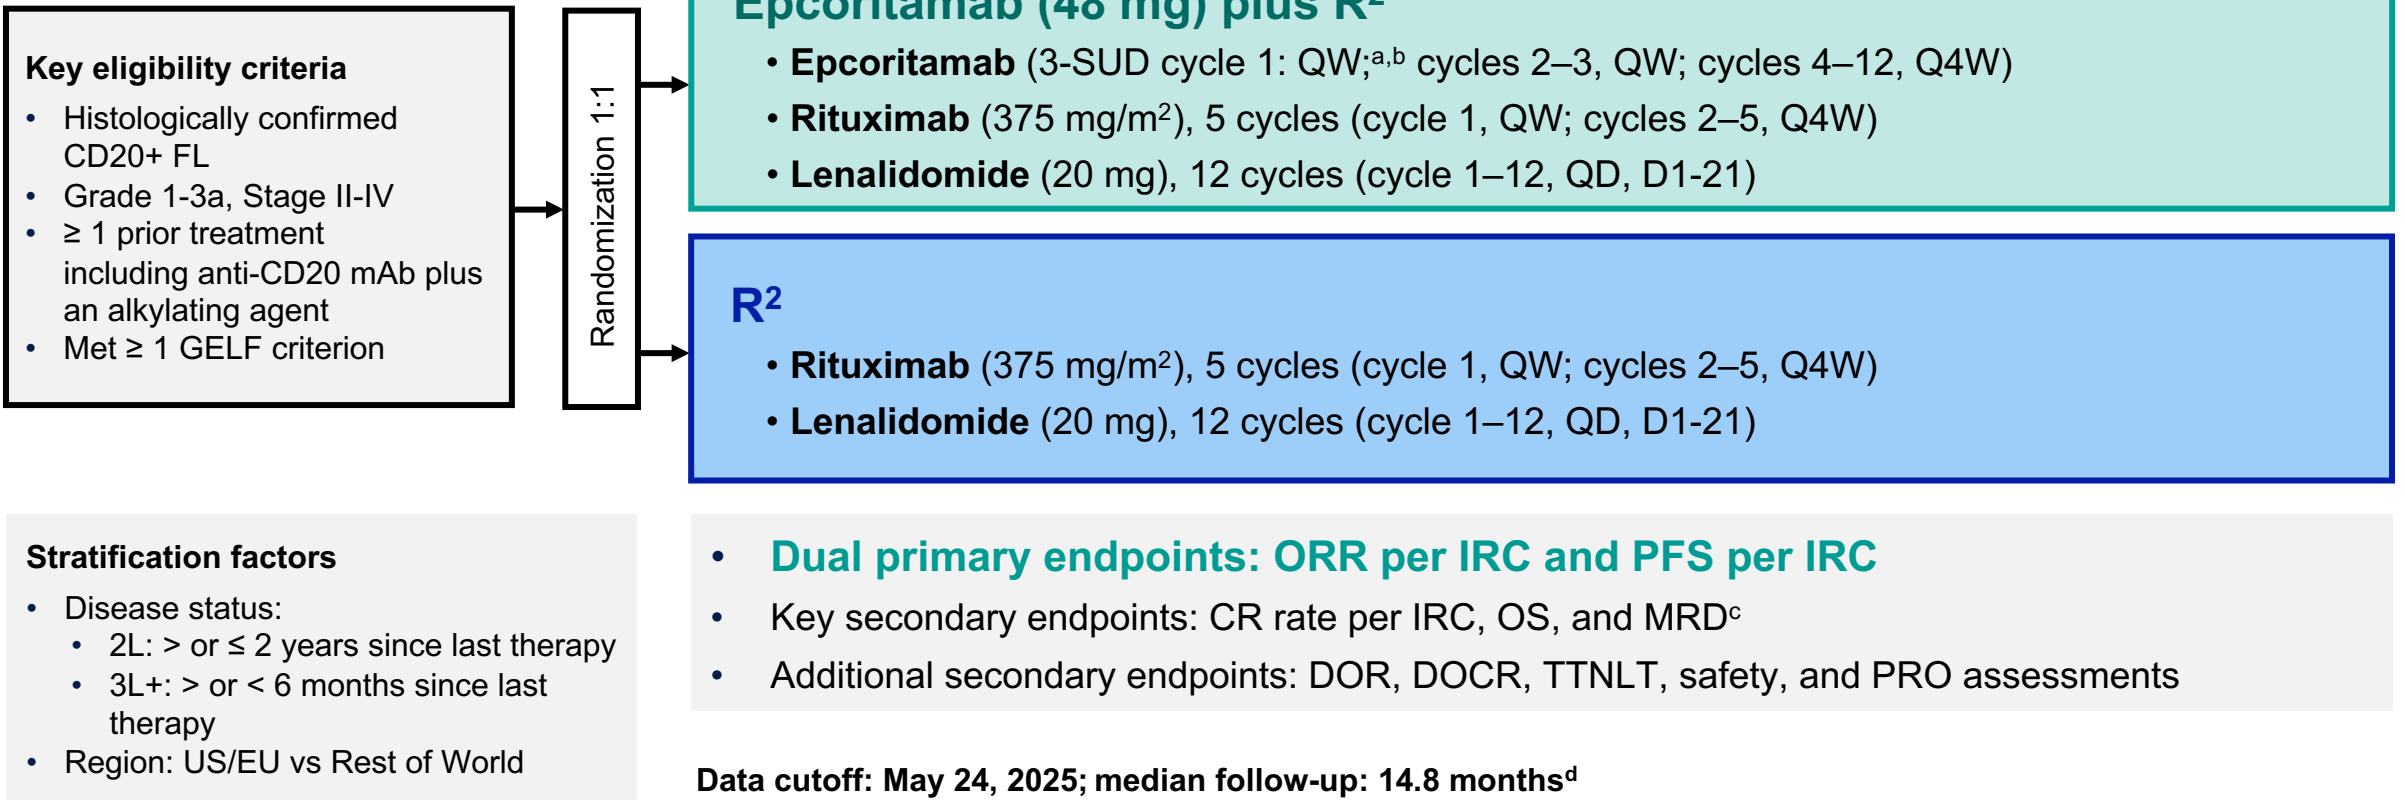 Key eligibility criteria
• Histologically confirmed
CD20+ FL
• Grade 1-3a, Stage II-IV
• ≥ 1 prior treatment
including anti-CD20 mAb plus
an alkylating agent
• Met ≥ 1 GELF criterion
Randomization 1:1
Epcoritamab (48 mg) plus R²
• Epcoritamab (3-SUD cycle 1: QW;ᵃ,ᵇ cycles 2–3, QW; cycles 4–12, Q4W)
• Rituximab (375 mg/m²), 5 cycles (cycle 1, QW; cycles 2–5, Q4W)
• Lenalidomide (20 mg), 12 cycles (cycle 1–12, QD, D1-21)
R²
• Rituximab (375 mg/m²), 5 cycles (cycle 1, QW; cycles 2–5, Q4W)
• Lenalidomide (20 mg), 12 cycles (cycle 1–12, QD, D1-21)
Stratification factors
• Disease status:
• 2L: > or ≤ 2 years since last therapy
• 3L+: > or < 6 months since last
therapy
• Region: US/EU vs Rest of World
• Dual primary endpoints: ORR per IRC and PFS per IRC
• Key secondary endpoints: CR rate per IRC, OS, and MRDᶜ
• Additional secondary endpoints: DOR, DOCR, TTNLT, safety, and PRO assessments
Data cutoff: May 24, 2025; median follow-up: 14.8 monthsᵈ